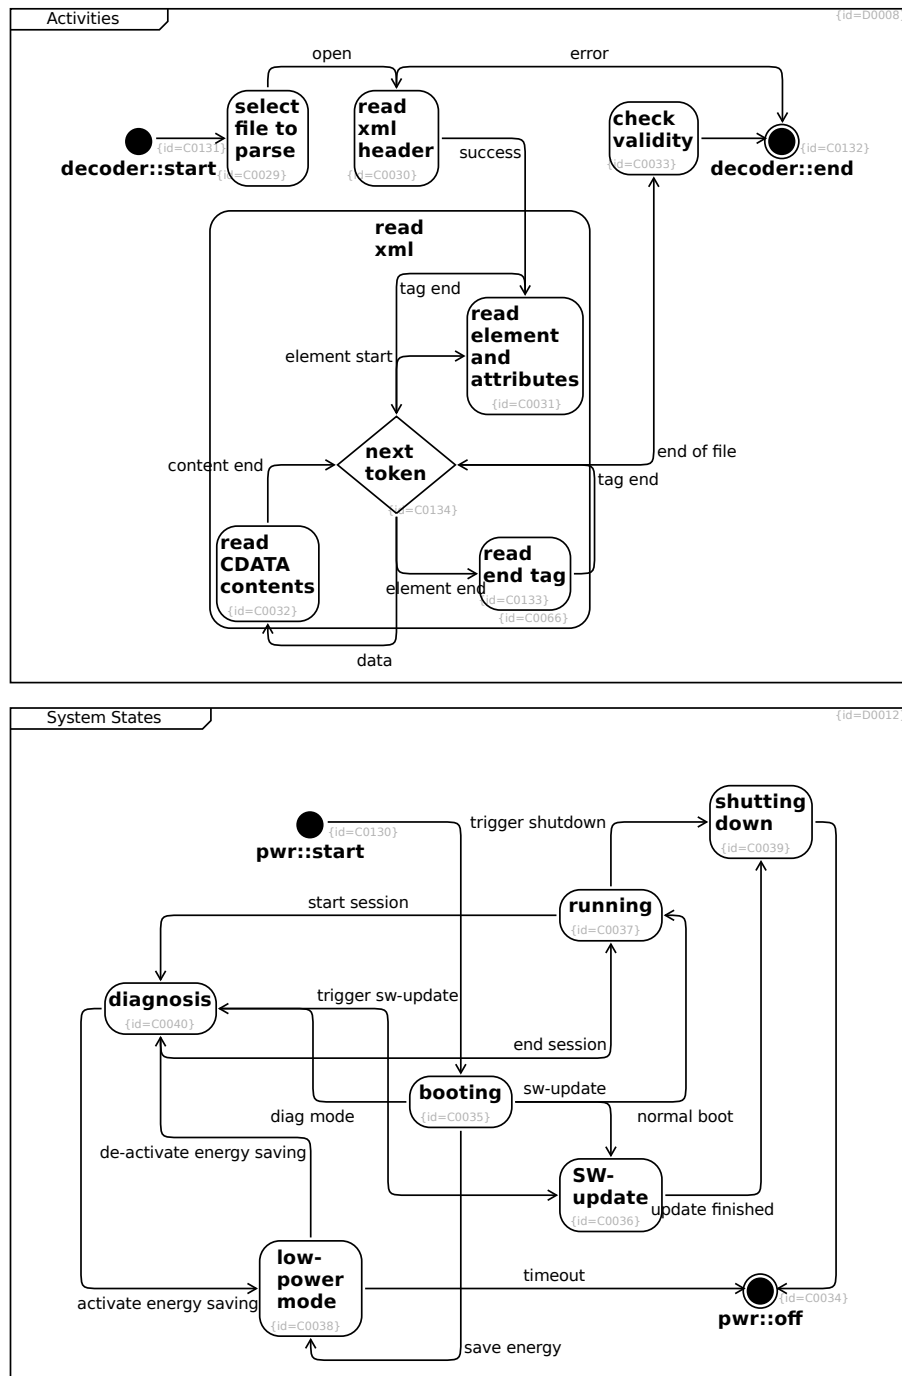 Activities
{id=D0008}
open
error
select
file to
parse
{id=C0029}
read
xml
header
{id=C0030}
check
validity
{id=C0033}
{id=C0131}
decoder::start
{id=C0132}
decoder::end
success
read
xml
tag end
read
element
and
attributes
{id=C0031}
element start
next
token
{id=C0134}
content end
end of file
tag end
read
CDATA
contents
{id=C0032}
read
end tag
{id=C0133}
element end
{id=C0066}
data
System States
{id=D0012}
shutting
down
{id=C0039}
trigger shutdown
{id=C0130}
pwr::start
start session
running
{id=C0037}
diagnosis
{id=C0040}
trigger sw-update
end session
booting
{id=C0035}
sw-update
diag mode
normal boot
de-activate energy saving
SW-
update
{id=C0036}
update finished
low-
power
mode
{id=C0038}
timeout
activate energy saving
{id=C0034}
pwr::off
save energy